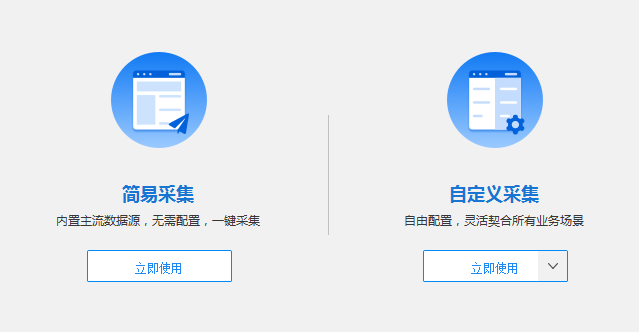 简易采集
内置主流数据源，无需配置，一键采集
立即使用
自定义采集
自由配置，灵活契合所有业务场景
立即使用